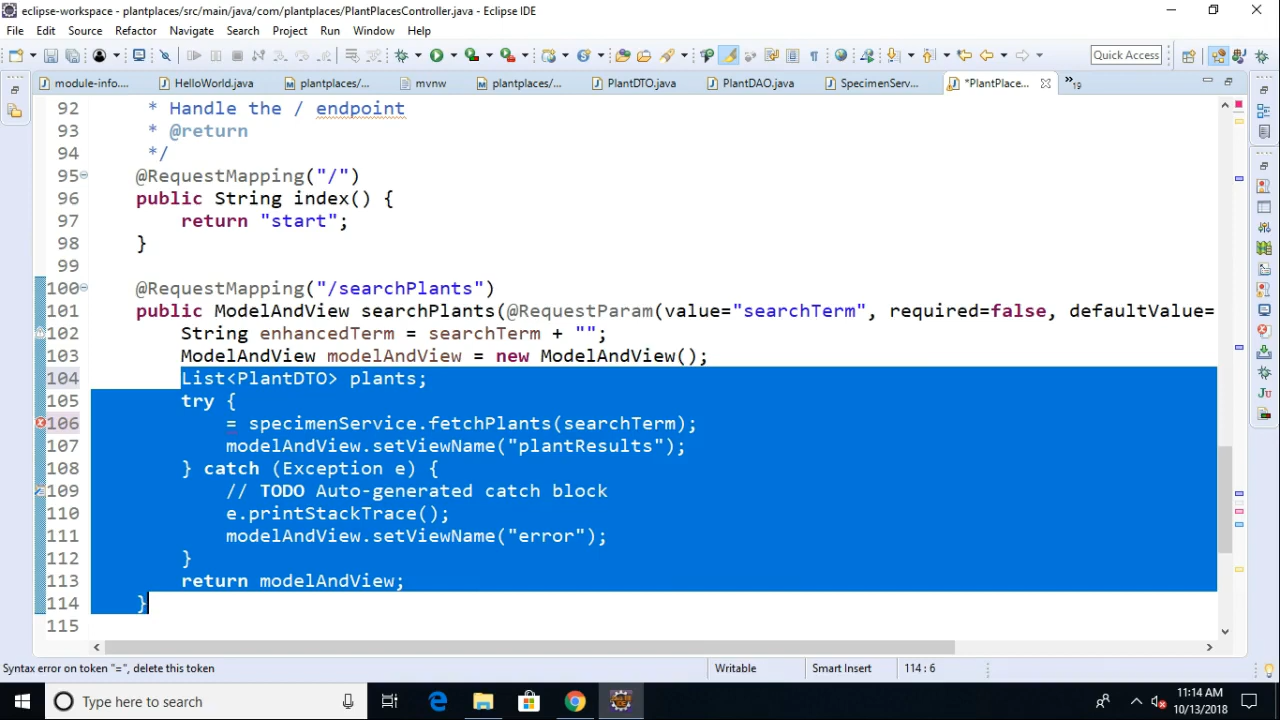 eclipse-workspace - plantplaces/src/main/java/com/plantplaces/PlantPlacesController.java - Eclipse IDE
File Edit Source Refactor Navigate Search Project Run Window Help
Quick Access
module-info.... HelloWorld.java plantplaces/... mvnw plantplaces/... PlantDTO.java PlantDAO.java SpecimenServ... *PlantPlace... »19
92 * Handle the / endpoint
93 * @return
94 */
95 @RequestMapping("/")
96 public String index() {
97 return "start";
98 }
99
100 @RequestMapping("/searchPlants")
101 public ModelAndView searchPlants(@RequestParam(value="searchTerm", required=false, defaultValue=
102 String enhancedTerm = searchTerm + "";
103 ModelAndView modelAndView = new ModelAndView();
104 List<PlantDTO> plants;
105 try {
106 = specimenService.fetchPlants(searchTerm);
107 modelAndView.setViewName("plantResults");
108 } catch (Exception e) {
109 // TODO Auto-generated catch block
110 e.printStackTrace();
111 modelAndView.setViewName("error");
112 }
113 return modelAndView;
114 }
115
Syntax error on token "=", delete this token Writable Smart Insert 114 : 6
Type here to search
11:14 AM
10/13/2018